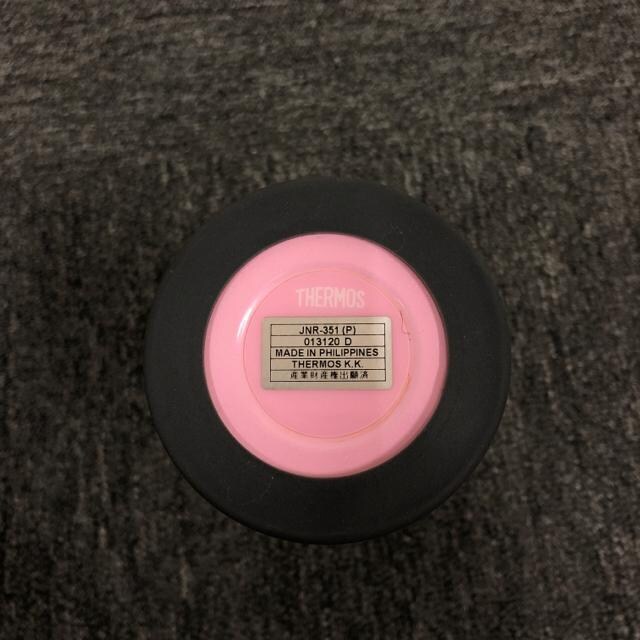 THERMOS
JNR-351 (P)
013120 D
MADE IN PHILIPPINES
THERMOS K.K.
産業財産権出願済